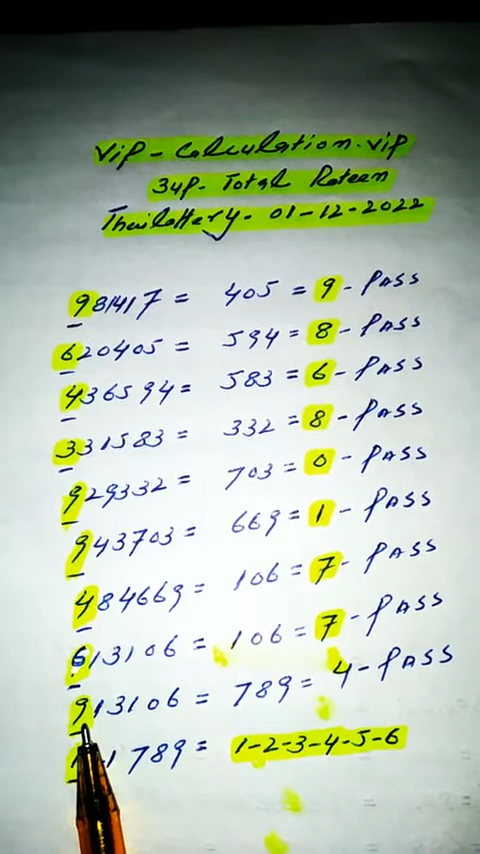 Vip - Calculation.vip
3up - Total Roteen
Thailottery - 01-12-2022
981417 = 405 = 9 - PASS
620405 = 594 = 8 - PASS
436594 = 583 = 6 - PASS
331583 = 332 = 8 - PASS
929332 = 703 = 0 - PASS
943703 = 669 = 1 - PASS
484669 = 106 = 7 - PASS
613106 = 106 = 7 - PASS
913106 = 789 = 4 - PASS
789 = 1-2-3-4-5-6